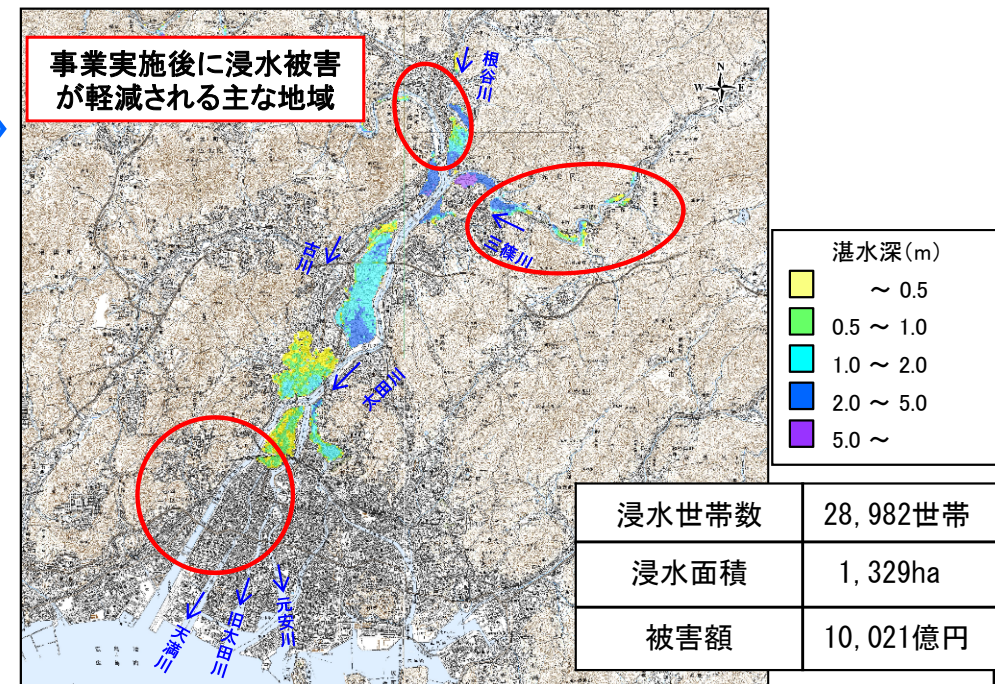 事業実施後に浸水被害
が軽減される主な地域
根谷川
N
W
E
S
三篠川
古川
太田川
湛水深(m)
～ 0.5
0.5 ～ 1.0
1.0 ～ 2.0
2.0 ～ 5.0
5.0 ～
浸水世帯数 28,982世帯
浸水面積 1,329ha
被害額 10,021億円
天満川
旧太田川
元安川